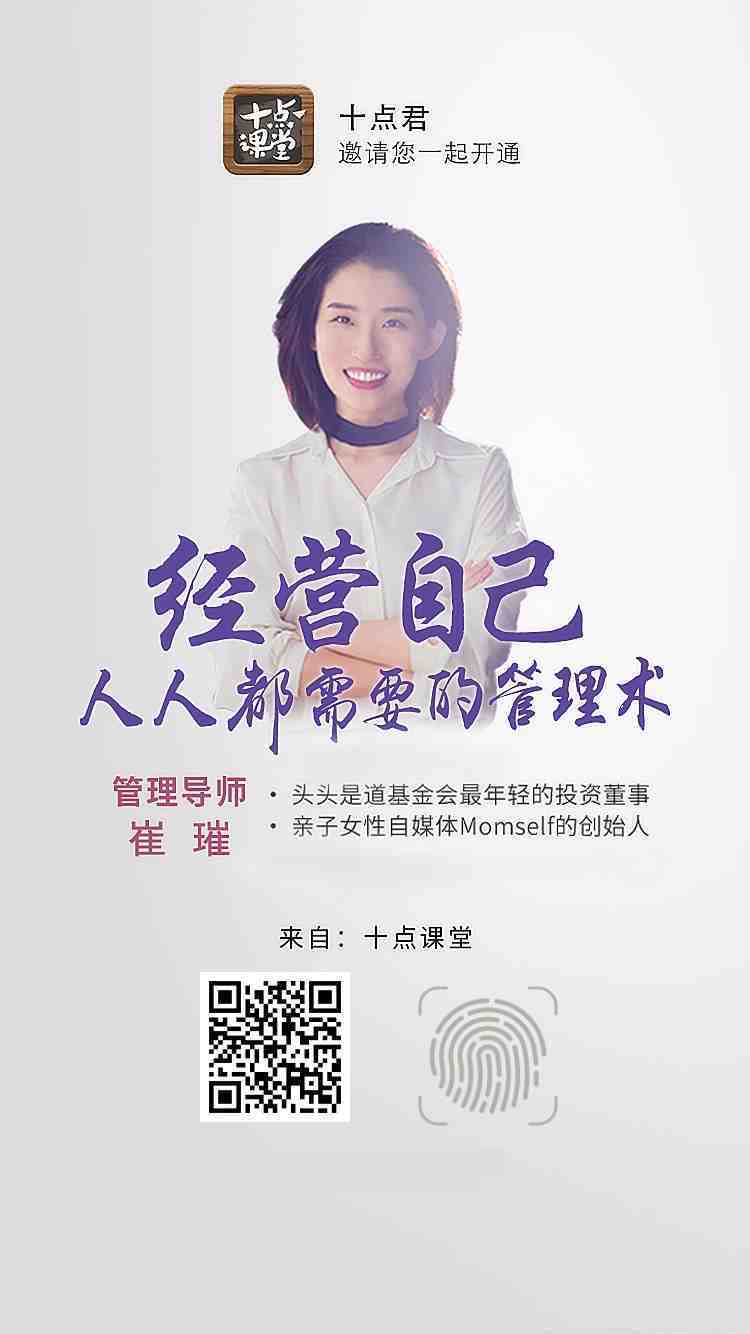 十点
课堂
十点君
邀请您一起开通
经营自己
人人都需要的管理术
管理导师
崔 璀
· 头头是道基金会最年轻的投资董事
· 亲子女性自媒体Momself的创始人
来自：十点课堂